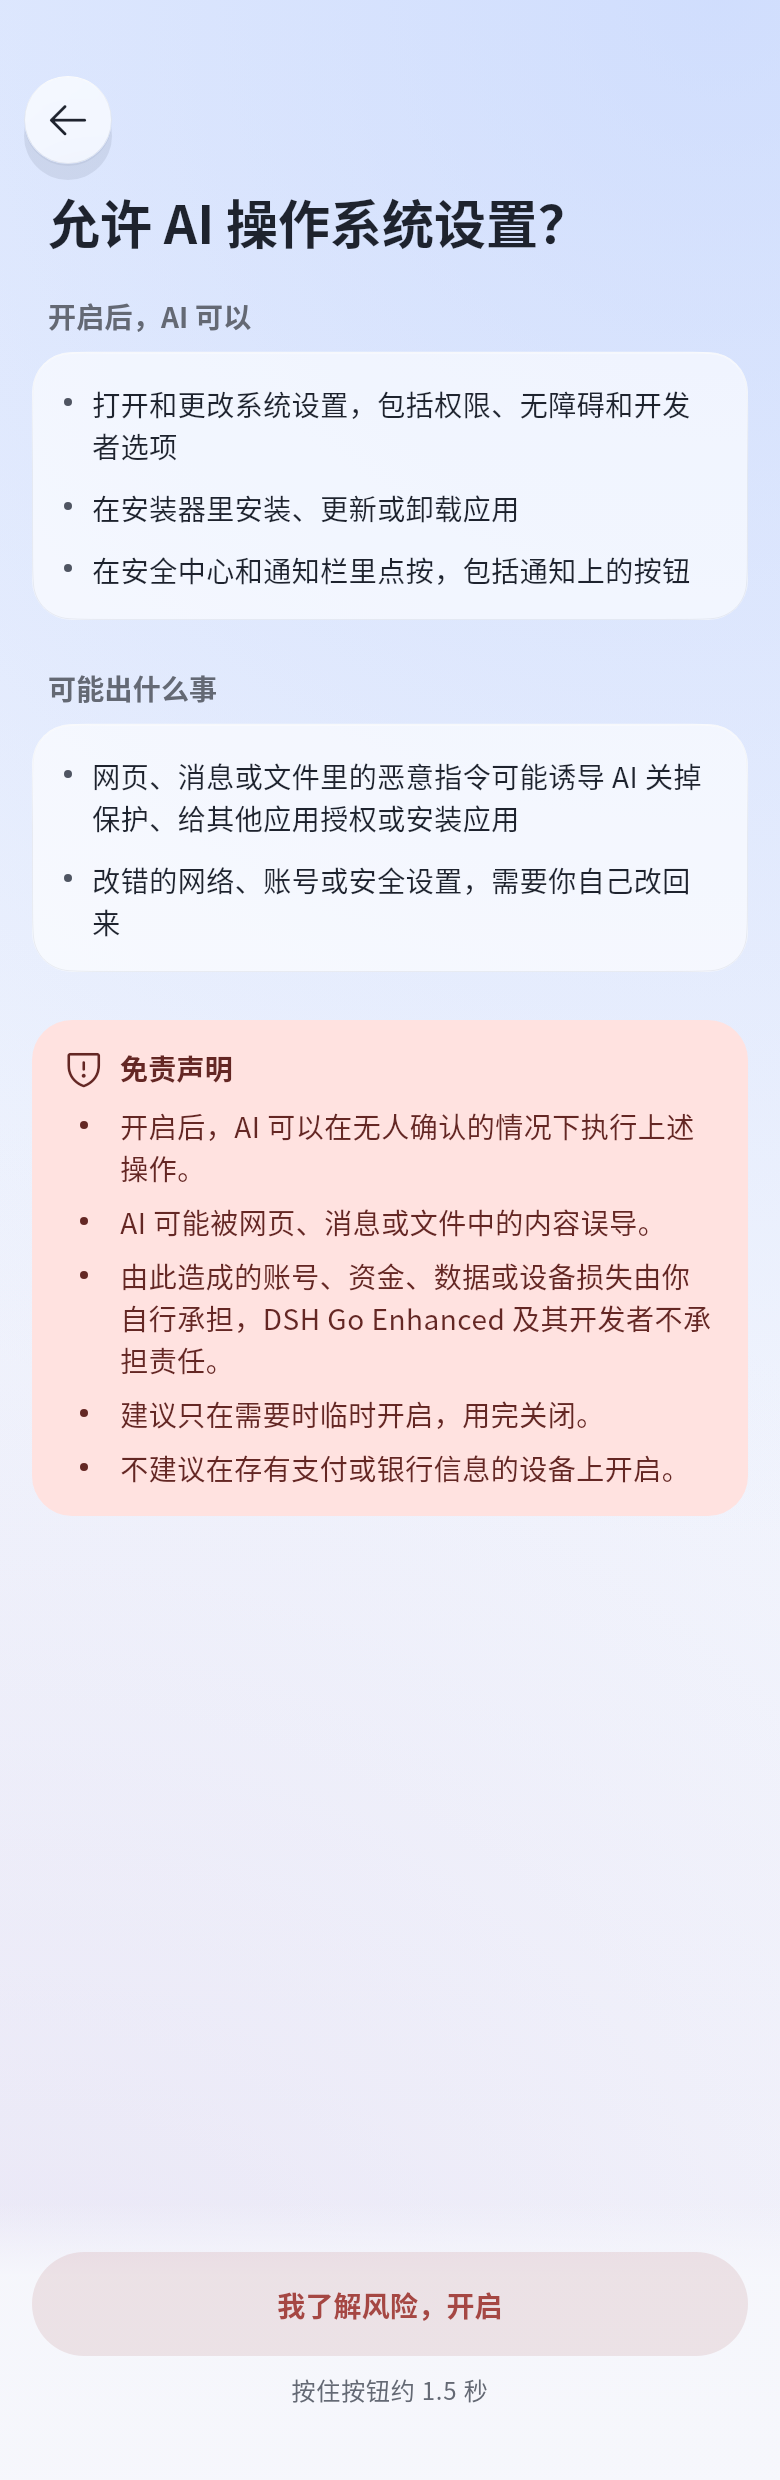 允许 AI 操作系统设置？
开启后，AI 可以
打开和更改系统设置，包括权限、无障碍和开发
者选项
在安装器里安装、更新或卸载应用
在安全中心和通知栏里点按，包括通知上的按钮
可能出什么事
网页、消息或文件里的恶意指令可能诱导 AI 关掉
保护、给其他应用授权或安装应用
改错的网络、账号或安全设置，需要你自己改回
来
免责声明
开启后，AI 可以在无人确认的情况下执行上述
操作。
AI 可能被网页、消息或文件中的内容误导。
由此造成的账号、资金、数据或设备损失由你
自行承担，DSH Go Enhanced 及其开发者不承
担责任。
建议只在需要时临时开启，用完关闭。
不建议在存有支付或银行信息的设备上开启。
我了解风险，开启
按住按钮约 1.5 秒